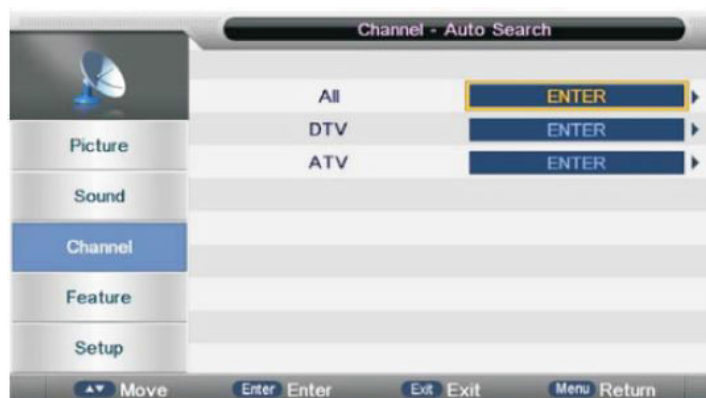 Channel - Auto Search
All ENTER
DTV ENTER
ATV ENTER
Picture
Sound
Channel
Feature
Setup
Move Enter Enter Exit Exit Menu Return